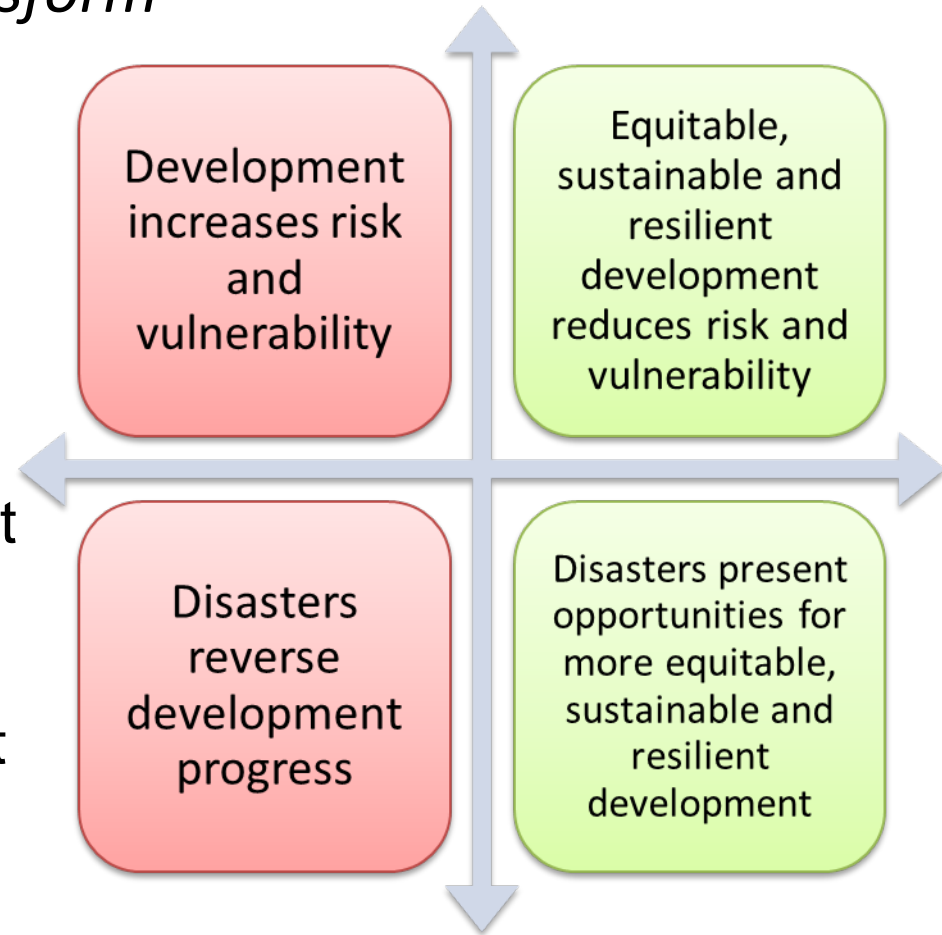 sform
Development
increases risk
and
vulnerability
Equitable,
sustainable and
resilient
development
reduces risk and
vulnerability
t
Disasters
reverse
development
progress
t
Disasters present
opportunities for
more equitable,
sustainable and
resilient
development